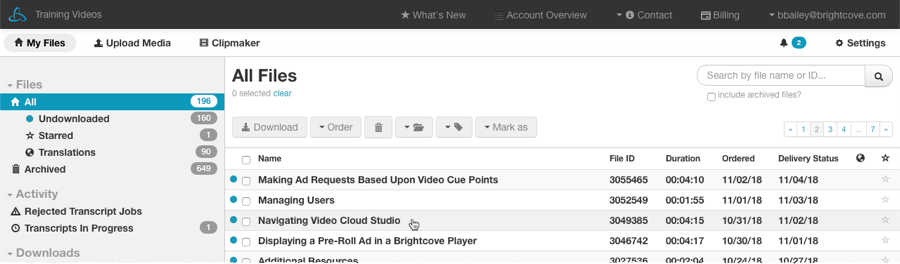 Training Videos What's New Account Overview Contact Billing bbailey@brightcove.com
My Files Upload Media Clipmaker 2 Settings
Files
All 196
Undownloaded 160
Starred 1
Translations 90
Archived 649
Activity
Rejected Transcript Jobs
Transcripts In Progress 1
Downloads
All Files
0 selected clear
Search by file name or ID...
include archived files?
Download Order Mark as
« 1 2 3 4 ... 7 »
Name File ID Duration Ordered Delivery Status
Making Ad Requests Based Upon Video Cue Points 3055465 00:04:10 11/02/18 11/04/18
Managing Users 3052549 00:01:55 11/01/18 11/03/18
Navigating Video Cloud Studio 3049385 00:04:15 10/31/18 11/02/18
Displaying a Pre-Roll Ad in a Brightcove Player 3046742 00:04:17 10/30/18 11/01/18
Additional Resources 3027536 00:02:04 10/24/18 10/27/18